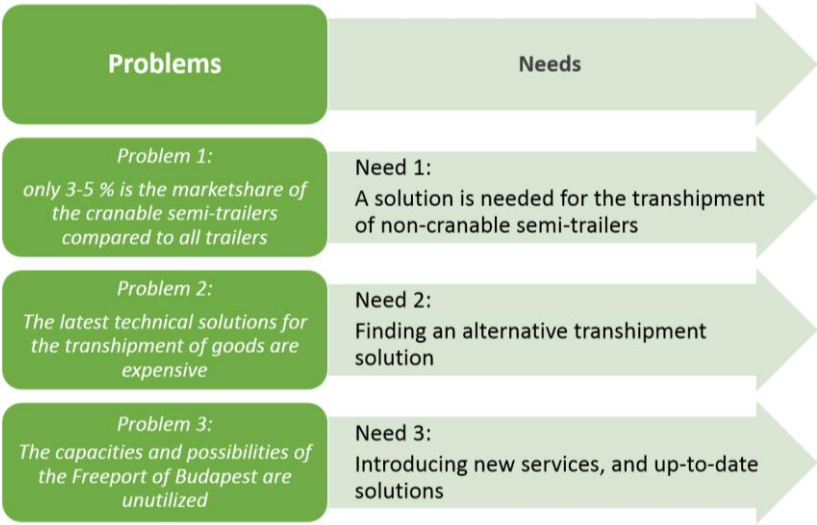 Problems
Needs
Problem 1:
only 3-5 % is the marketshare of
the cranable semi-trailers
compared to all trailers
Need 1:
A solution is needed for the transhipment
of non-cranable semi-trailers
Problem 2:
The latest technical solutions for
the transhipment of goods are
expensive
Need 2:
Finding an alternative transhipment
solution
Problem 3:
The capacities and possibilities of
the Freeport of Budapest are
unutilized
Need 3:
Introducing new services, and up-to-date
solutions